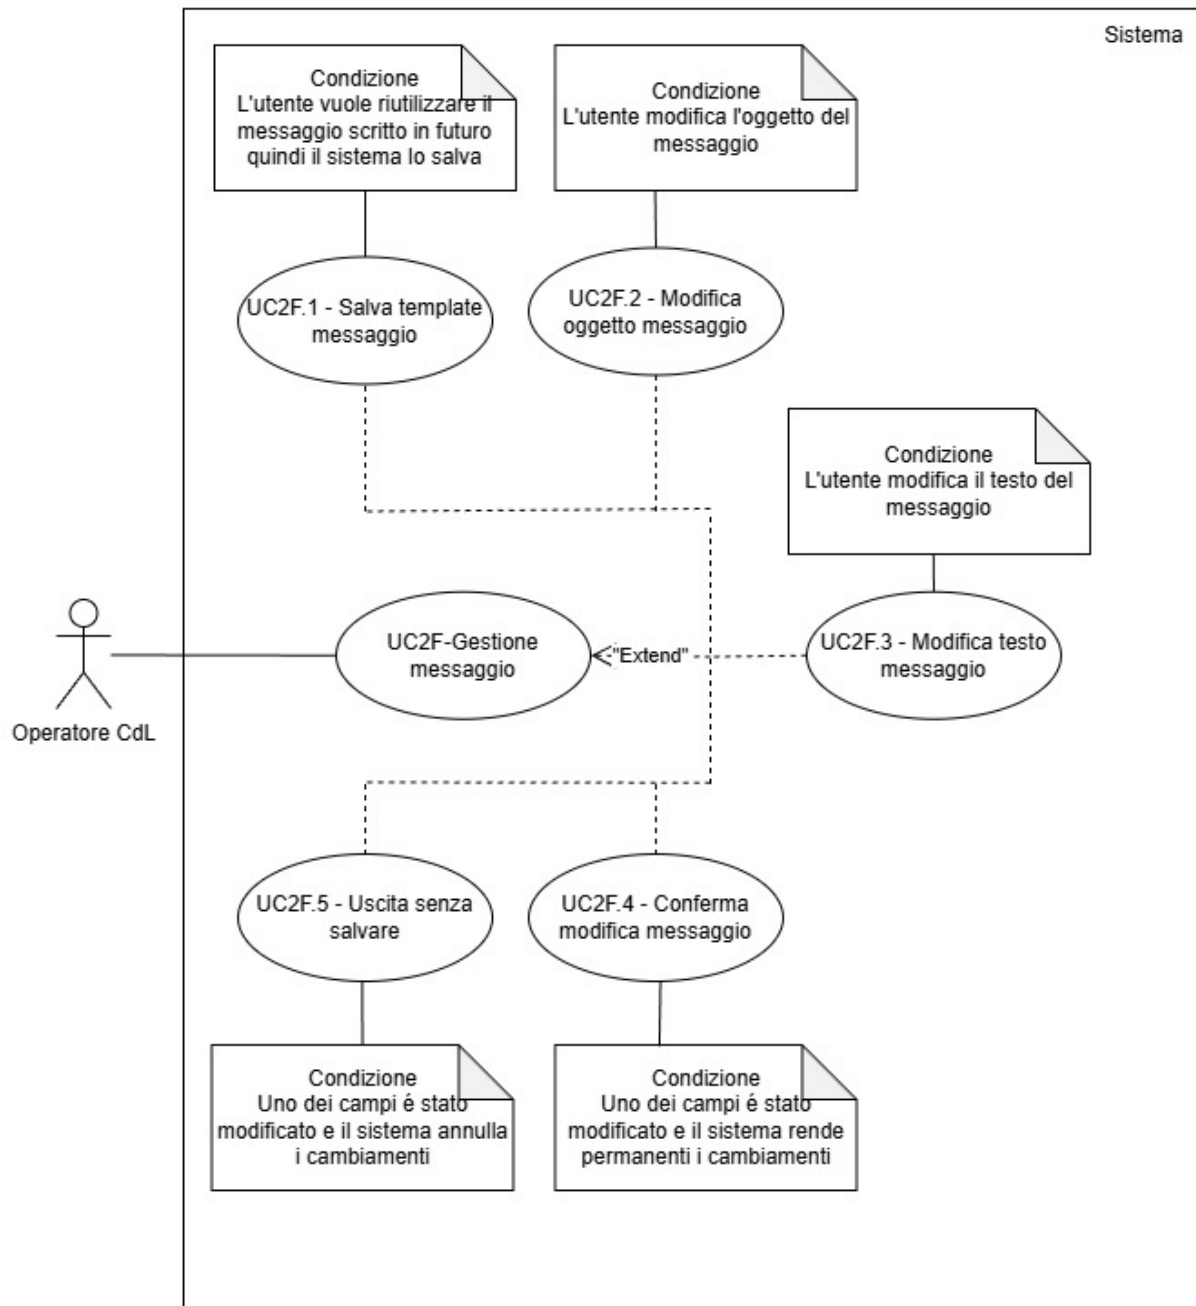 Sistema
Condizione
L'utente vuole riutilizzare il
messaggio scritto in futuro
quindi il sistema lo salva
Condizione
L'utente modifica l'oggetto del
messaggio
UC2F.1 - Salva template
messaggio
UC2F.2 - Modifica
oggetto messaggio
Condizione
L'utente modifica il testo del
messaggio
UC2F-Gestione
messaggio
"Extend"
UC2F.3 - Modifica testo
messaggio
Operatore CdL
UC2F.5 - Uscita senza
salvare
UC2F.4 - Conferma
modifica messaggio
Condizione
Uno dei campi é stato
modificato e il sistema annulla
i cambiamenti
Condizione
Uno dei campi é stato
modificato e il sistema rende
permanenti i cambiamenti